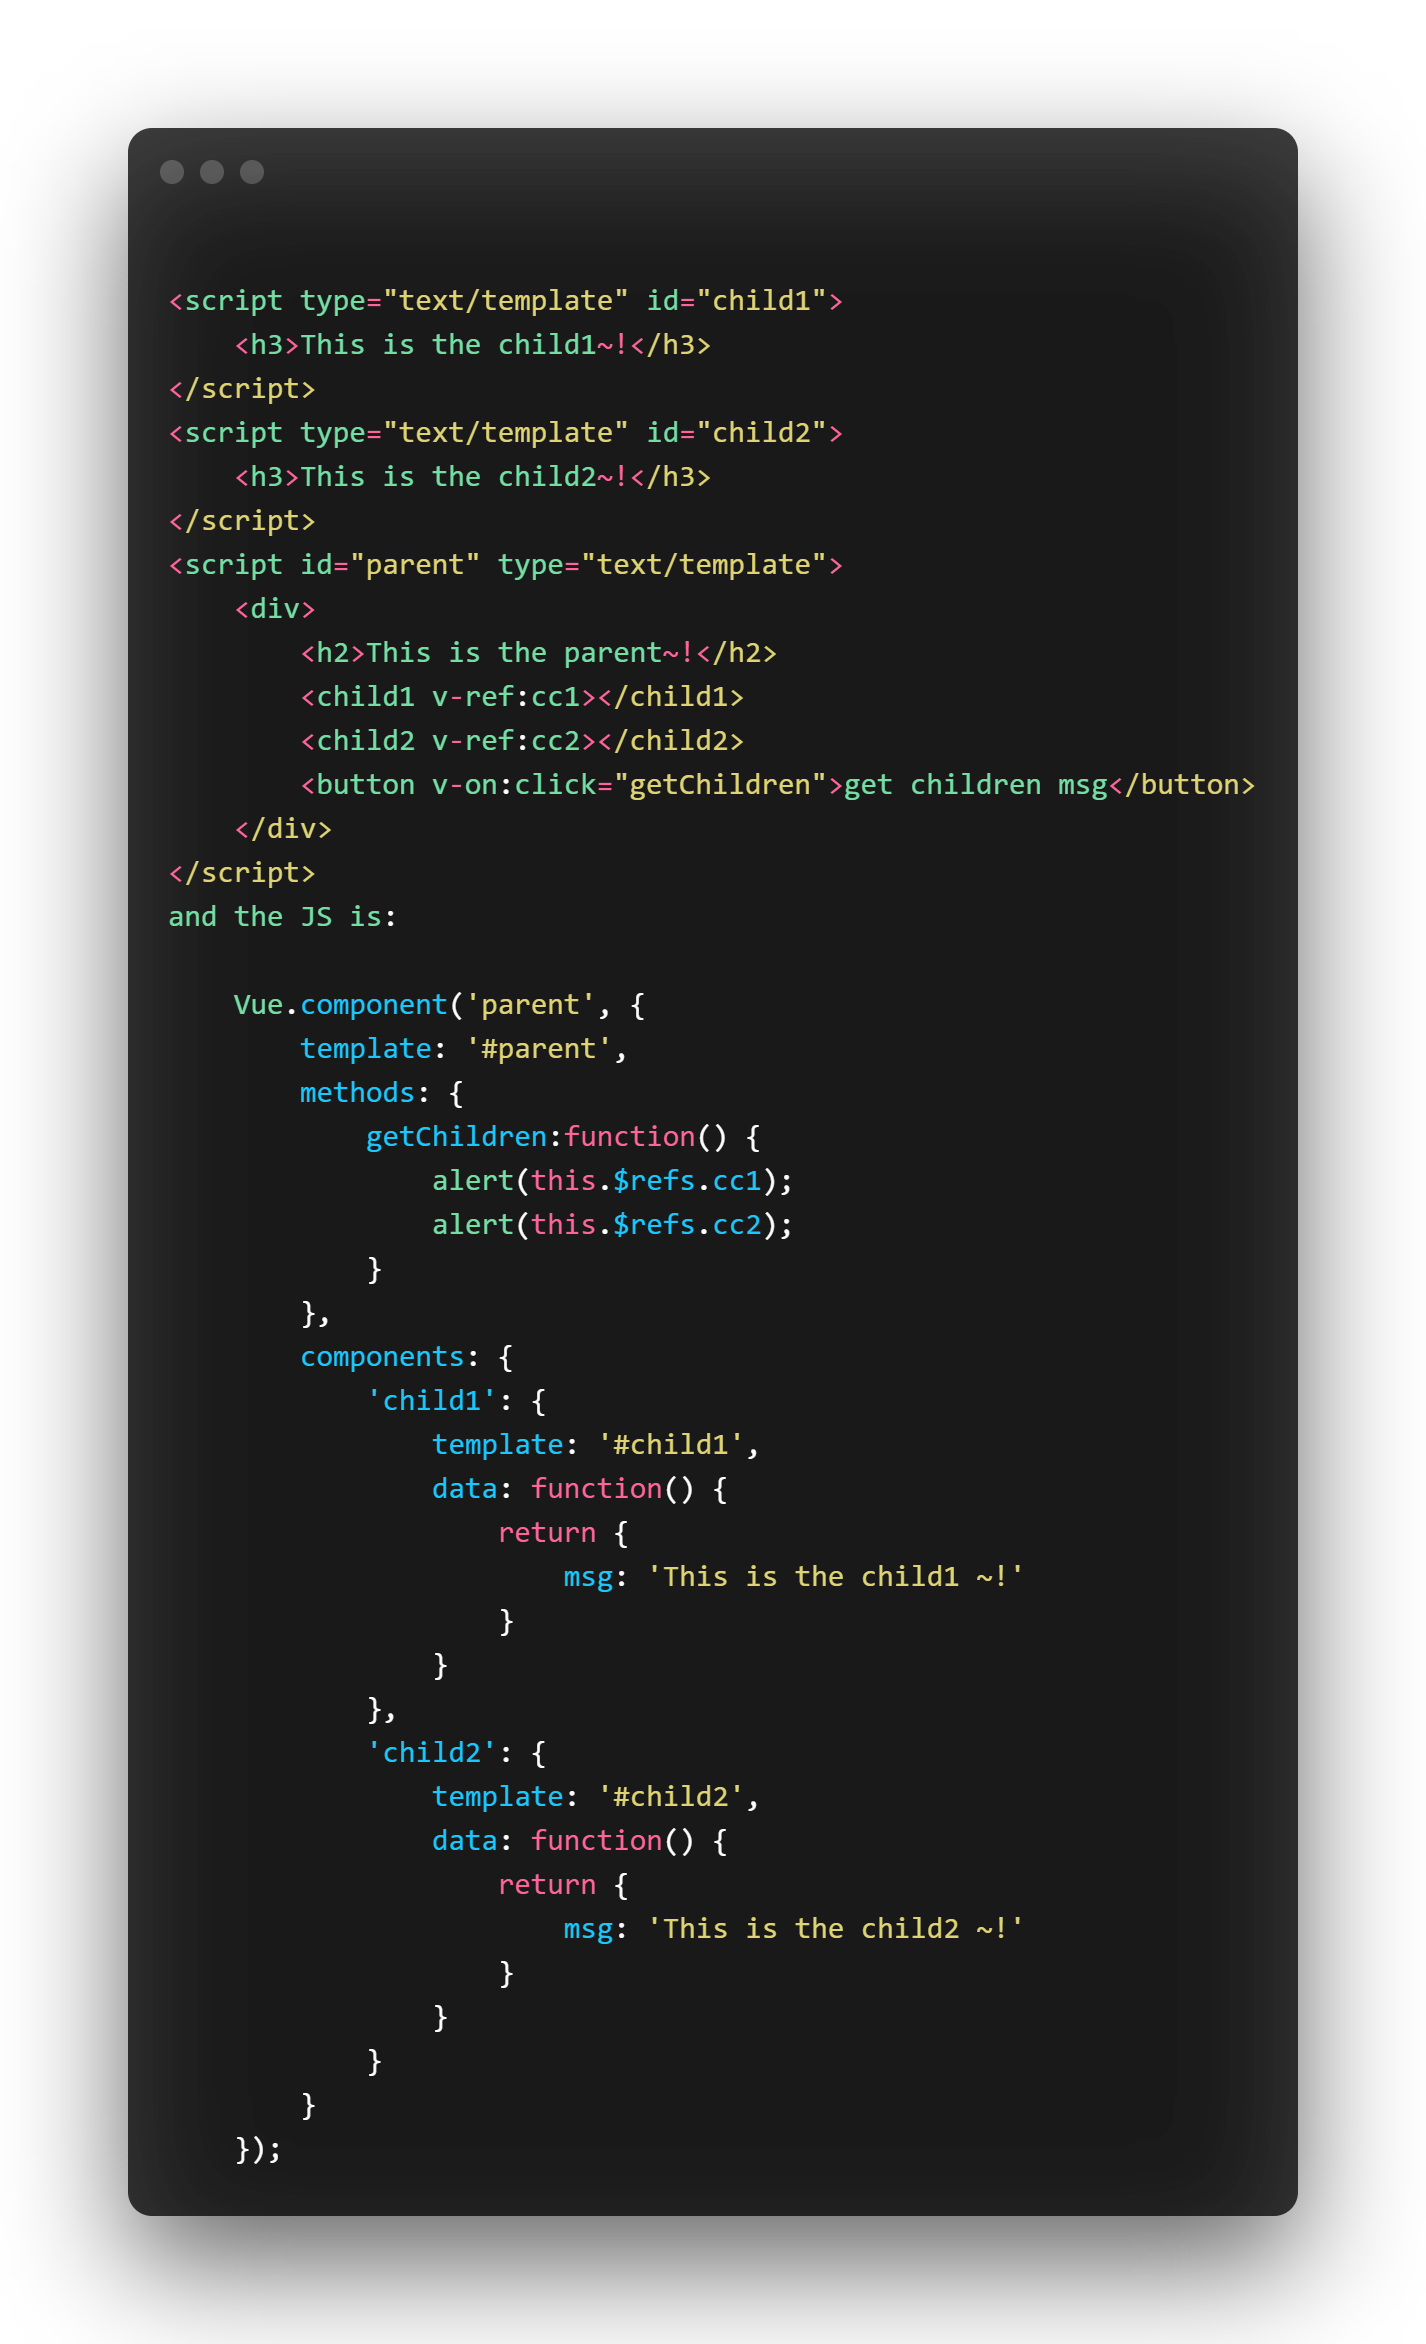 <script type="text/template" id="child1">
    <h3>This is the child1~!</h3>
</script>
<script type="text/template" id="child2">
    <h3>This is the child2~!</h3>
</script>
<script id="parent" type="text/template">
    <div>
        <h2>This is the parent~!</h2>
        <child1 v-ref:cc1></child1>
        <child2 v-ref:cc2></child2>
        <button v-on:click="getChildren">get children msg</button>
    </div>
</script>
and the JS is:

    Vue.component('parent', {
        template: '#parent',
        methods: {
            getChildren:function() {
                alert(this.$refs.cc1);
                alert(this.$refs.cc2);
            }
        },
        components: {
            'child1': {
                template: '#child1',
                data: function() {
                    return {
                        msg: 'This is the child1 ~!'
                    }
                }
            },
            'child2': {
                template: '#child2',
                data: function() {
                    return {
                        msg: 'This is the child2 ~!'
                    }
                }
            }
        }
    });